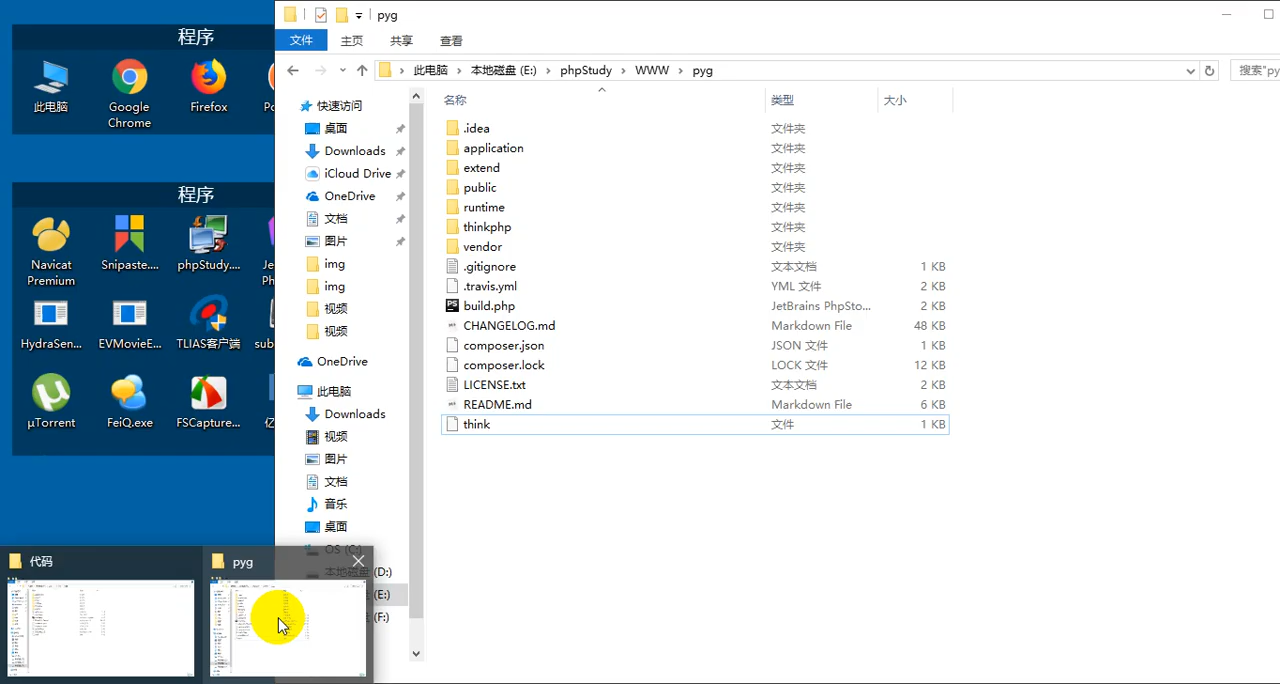 程序
此电脑
Google Chrome
Firefox
程序
Navicat Premium
Snipaste....
phpStudy....
HydraSen...
EVMovieE...
TLIAS客户端
sub
µTorrent
FeiQ.exe
FSCapture...
pyg
文件
主页
共享
查看
此电脑 › 本地磁盘 (E:) › phpStudy › WWW › pyg
搜索"py
快速访问
桌面
Downloads
iCloud Drive
OneDrive
文档
图片
img
img
视频
视频
OneDrive
此电脑
Downloads
视频
图片
文档
音乐
桌面
OS (C:)
本地磁盘 (D:)
(E:)
(F:)
名称 类型 大小
.idea 文件夹
application 文件夹
extend 文件夹
public 文件夹
runtime 文件夹
thinkphp 文件夹
vendor 文件夹
.gitignore 文本文档 1 KB
.travis.yml YML 文件 2 KB
build.php JetBrains PhpSto... 2 KB
CHANGELOG.md Markdown File 48 KB
composer.json JSON 文件 1 KB
composer.lock LOCK 文件 12 KB
LICENSE.txt 文本文档 2 KB
README.md Markdown File 6 KB
think 文件 1 KB
代码
pyg